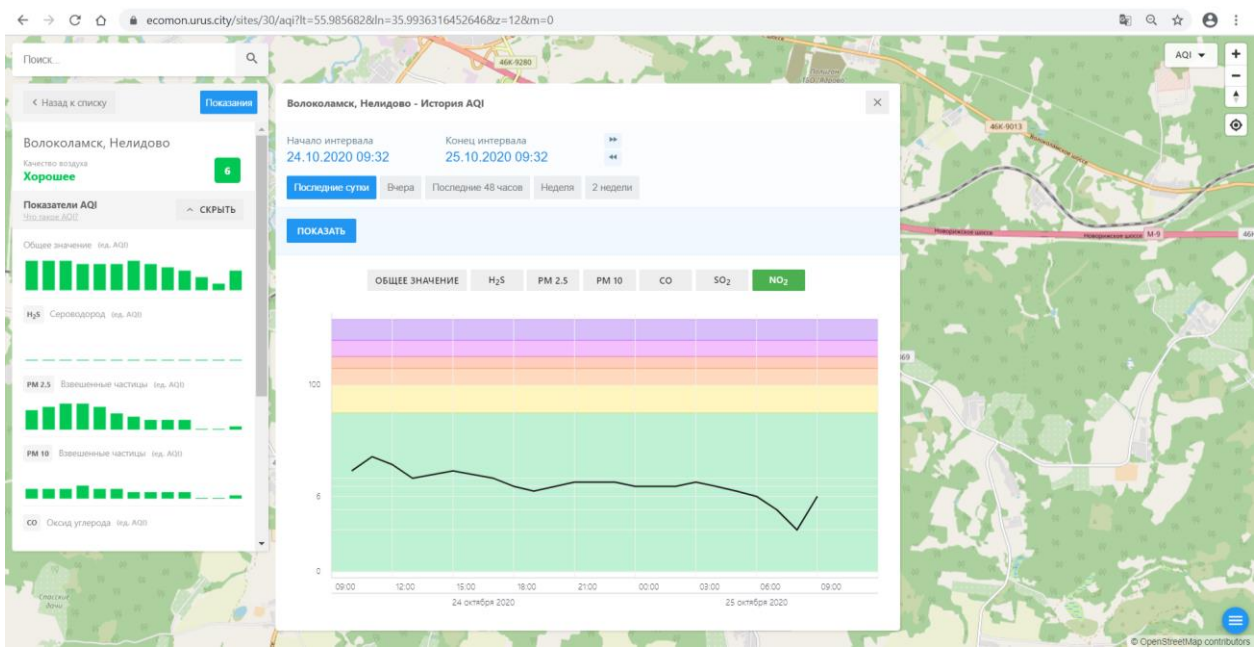 ecomon.urus.city/sites/30/aqi?lt=55.985682&ln=35.9936316452646&z=12&m=0
Поиск...
46К-9280
AQI
Назад к списку
Показания
Волоколамск, Нелидово - История AQI
Волоколамск, Нелидово
Качество воздуха
Хорошее
6
Начало интервала
Конец интервала
24.10.2020 09:32
25.10.2020 09:32
Последние сутки
Вчера
Последние 48 часов
Неделя
2 недели
Показатели AQI
Что такое AQI?
СКРЫТЬ
ПОКАЗАТЬ
Общее значение (ед. AQI)
ОБЩЕЕ ЗНАЧЕНИЕ
H₂S
PM 2.5
PM 10
CO
SO₂
NO₂
H₂S Сероводород (ед. AQI)
PM 2.5 Взвешенные частицы (ед. AQI)
PM 10 Взвешенные частицы (ед. AQI)
CO Оксид углерода (ед. AQI)
100
6
0
09:00
12:00
15:00
18:00
21:00
00:00
03:00
06:00
09:00
24 октября 2020
25 октября 2020
46К-9013
Волоколамское шоссе
Новорижское шоссе
Новорижское шоссе
М-9
46К
469
Спасские Дачи
© OpenStreetMap contributors